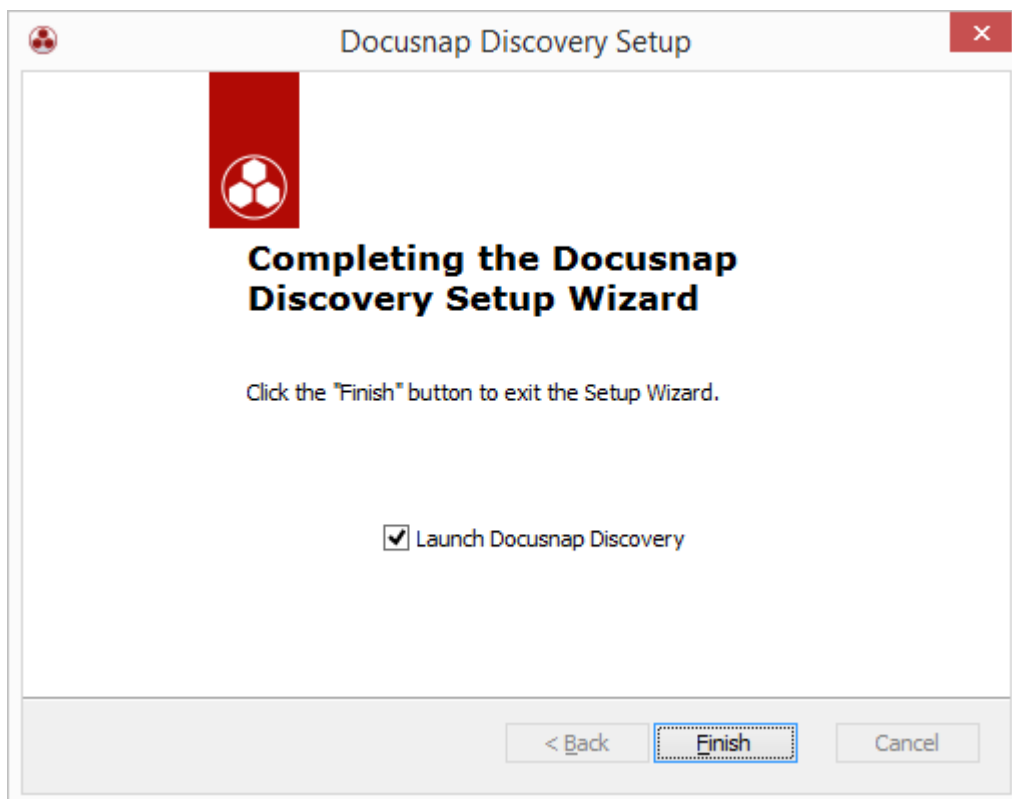 Docusnap Discovery Setup
Completing the Docusnap
Discovery Setup Wizard
Click the "Finish" button to exit the Setup Wizard.
Launch Docusnap Discovery
< Back
Finish
Cancel